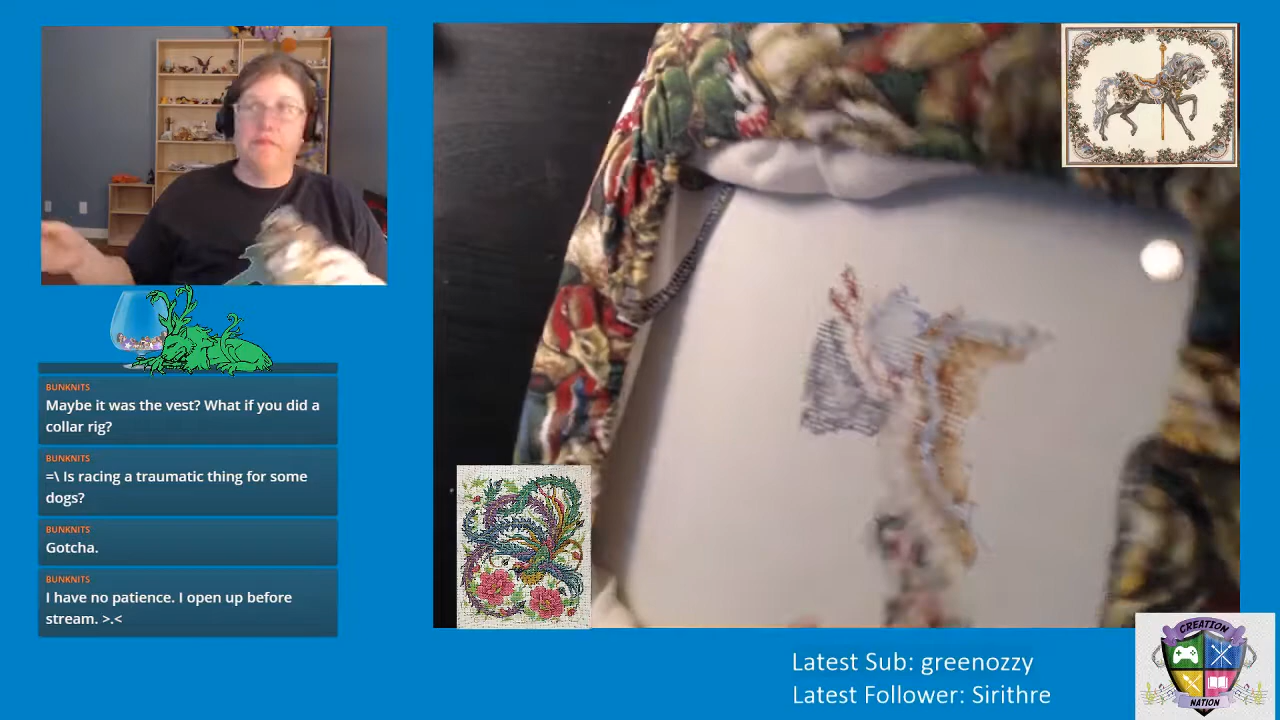 BUNKNITS
Maybe it was the vest? What if you did a
collar rig?
BUNKNITS
=\ Is racing a traumatic thing for some
dogs?
BUNKNITS
Gotcha.
BUNKNITS
I have no patience. I open up before
stream. >.<
Latest Sub: greenozzy
Latest Follower: Sirithre
CREATION
NATION